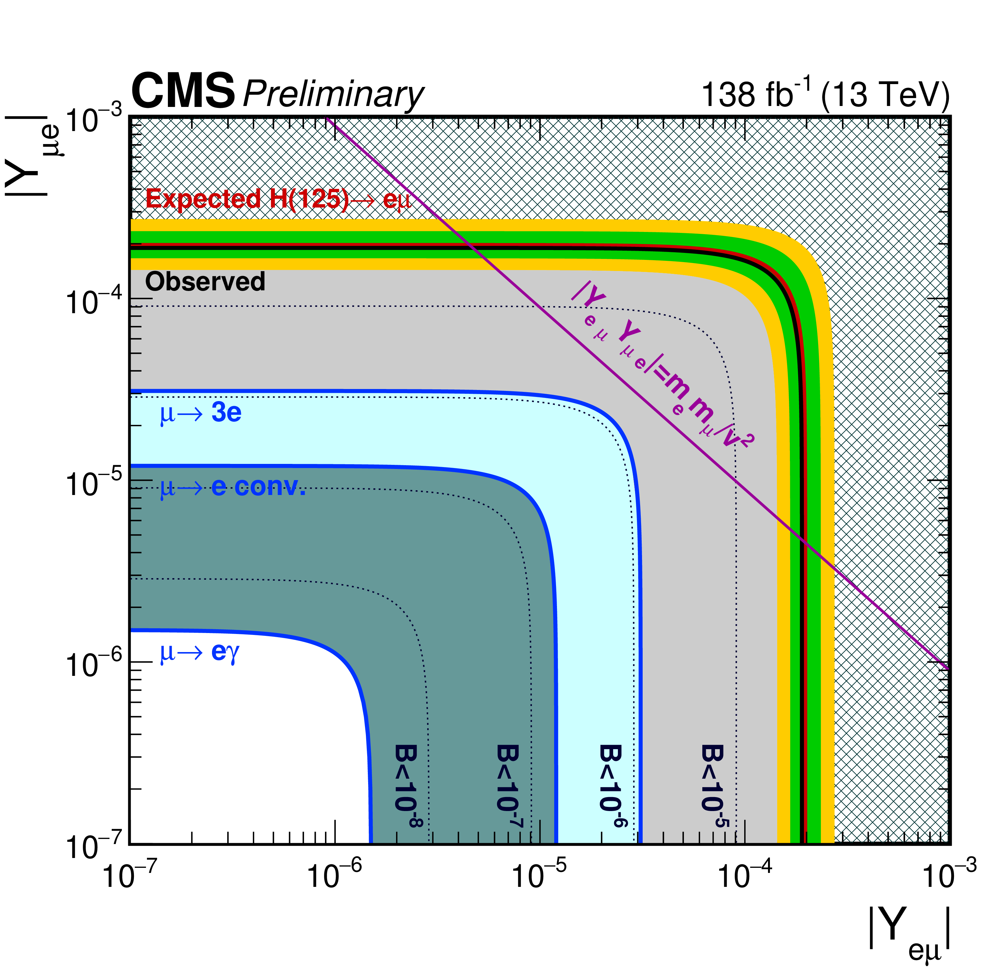 CMS Preliminary 138 fb⁻¹ (13 TeV)
|Yμe|
10⁻³
Expected H(125)→ eμ
Observed
10⁻⁴
|Yeμ Yμe|=memμ/v²
μ→ 3e
10⁻⁵
μ→ e conv.
10⁻⁶
μ→ eγ
B<10⁻⁸
B<10⁻⁷
B<10⁻⁶
B<10⁻⁵
10⁻⁷
10⁻⁷ 10⁻⁶ 10⁻⁵ 10⁻⁴ 10⁻³
|Yeμ|